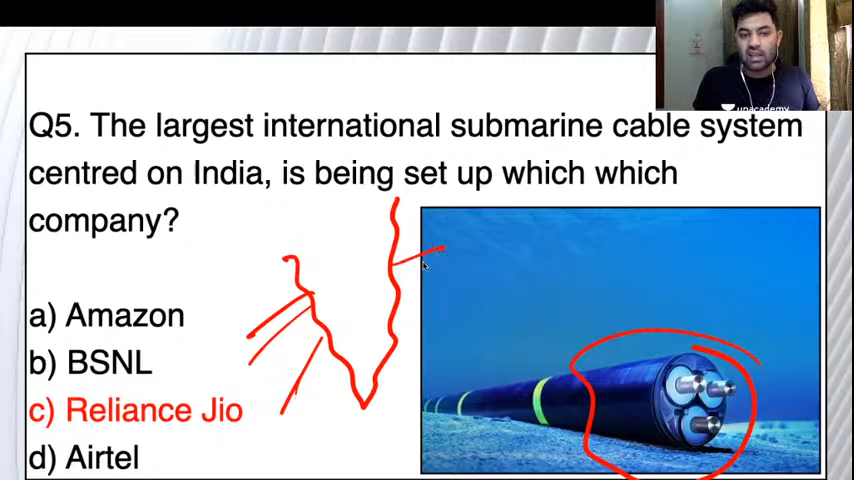 unacademy
Q5. The largest international submarine cable system
centred on India, is being set up which which
company?
a) Amazon
b) BSNL
c) Reliance Jio
d) Airtel